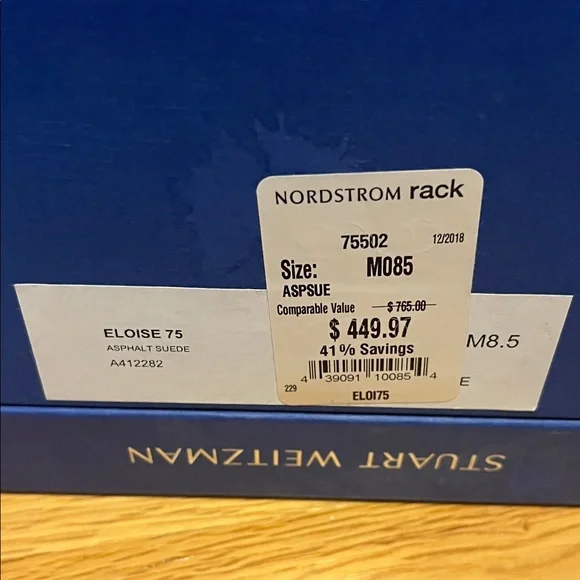 NORDSTROM rack
75502 12/2018
Size: M085
ASPSUE
Comparable Value $765.00
$ 449.97
41% Savings
4 39091 10085 4
229
ELOI75
ELOISE 75
ASPHALT SUEDE
A412282
M8.5
E
STUART WEITZMAN